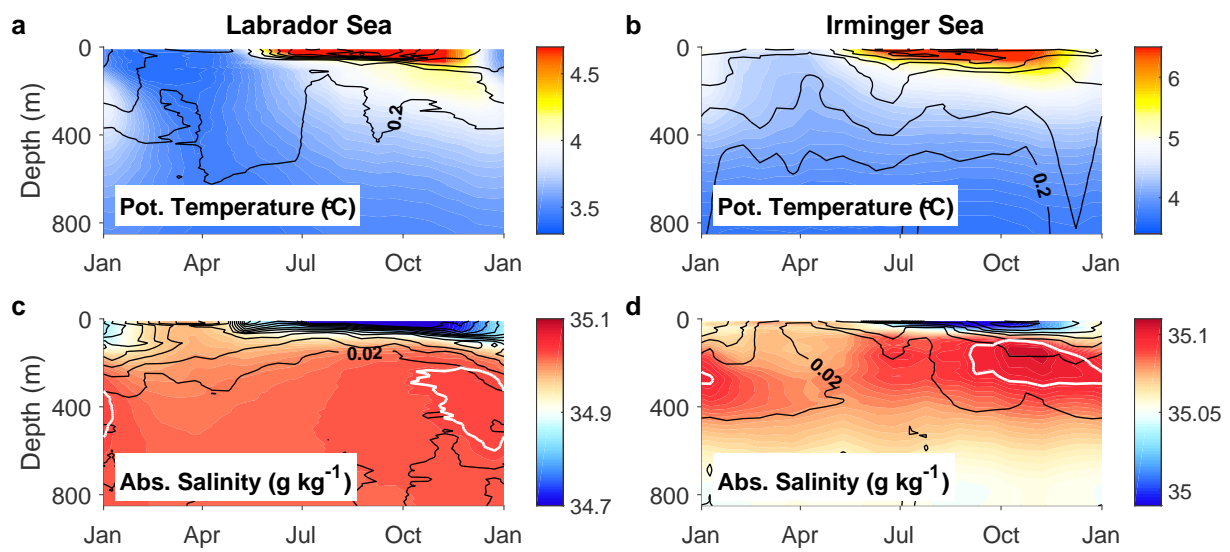 a
Labrador Sea
b
Irminger Sea
0
400
800
Depth (m)
0.2
Pot. Temperature (°C)
Jan
Apr
Jul
Oct
Jan
4.5
4
3.5
0
400
800
0.2
Pot. Temperature (°C)
Jan
Apr
Jul
Oct
Jan
6
5
4
c
0
400
800
Depth (m)
0.02
Abs. Salinity (g kg⁻¹)
Jan
Apr
Jul
Oct
Jan
35.1
34.9
34.7
d
0
400
800
0.02
Abs. Salinity (g kg⁻¹)
Jan
Apr
Jul
Oct
Jan
35.1
35.05
35